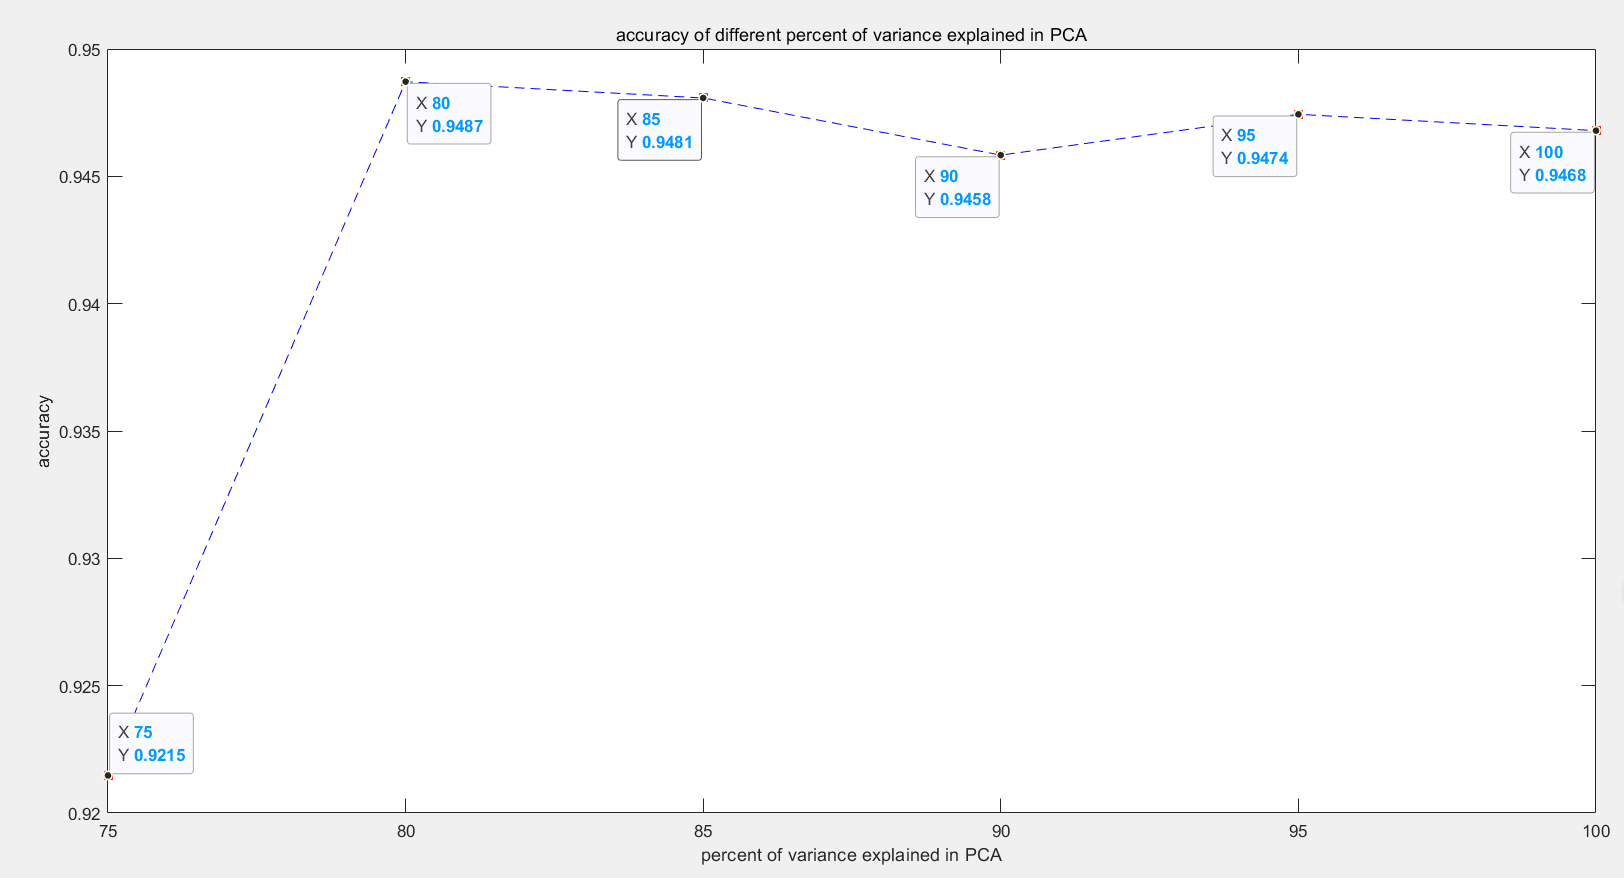 accuracy of different percent of variance explained in PCA
0.95
0.945
0.94
0.935
0.93
0.925
0.92
accuracy
X 80
Y 0.9487
X 85
Y 0.9481
X 90
Y 0.9458
X 95
Y 0.9474
X 100
Y 0.9468
X 75
Y 0.9215
75 80 85 90 95 100
percent of variance explained in PCA